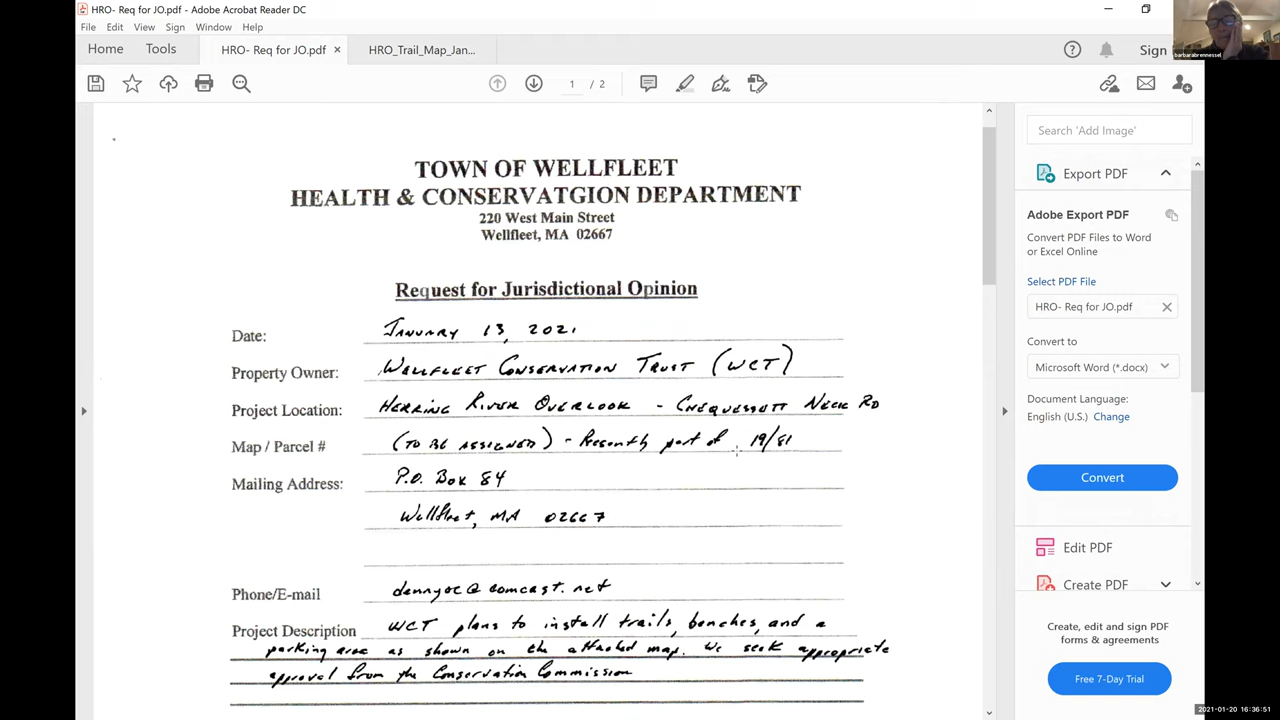 HRO- Req for JO.pdf - Adobe Acrobat Reader DC
File Edit View Sign Window Help
Home Tools HRO- Req for JO.pdf × HRO_Trail_Map_Jan... Sign
1 / 2
barbarabrennessel
TOWN OF WELLFLEET
HEALTH & CONSERVATGION DEPARTMENT
220 West Main Street
Wellfleet, MA 02667
Request for Jurisdictional Opinion
Date: January 13, 2021
Property Owner: Wellfleet Conservation Trust (WCT)
Project Location: Herring River Overlook - Chequessett Neck Rd
Map / Parcel # (to be assigned) - Presently part of 19/81
Mailing Address: P.O. Box 84
Wellfleet, MA 02667
Phone/E-mail dennyoc@comcast.net
Project Description WCT plans to install trails, benches, and a
parking area as shown on the attached map. We seek appropriate
approval from the Conservation Commission
Search 'Add Image'
Export PDF
Adobe Export PDF
Convert PDF Files to Word
or Excel Online
Select PDF File
HRO- Req for JO.pdf
Convert to
Microsoft Word (*.docx)
Document Language:
English (U.S.) Change
Convert
Edit PDF
Create PDF
Create, edit and sign PDF
forms & agreements
Free 7-Day Trial
2021-01-20 16:36:51